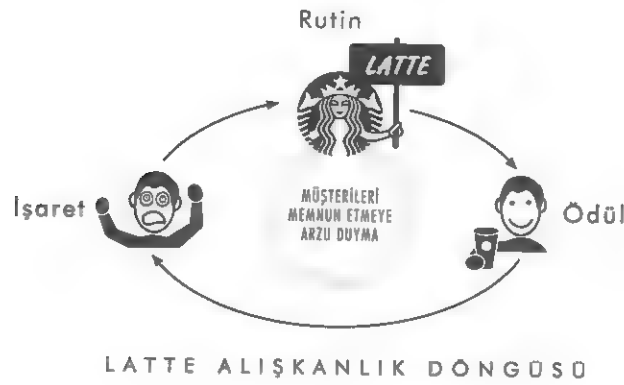 Rutin
LATTE
İşaret
MÜŞTERİLERİ
MEMNUN ETMEYE
ARZU DUYMA
Ödül
LATTE ALIŞKANLIK DÖNGÜSÜ